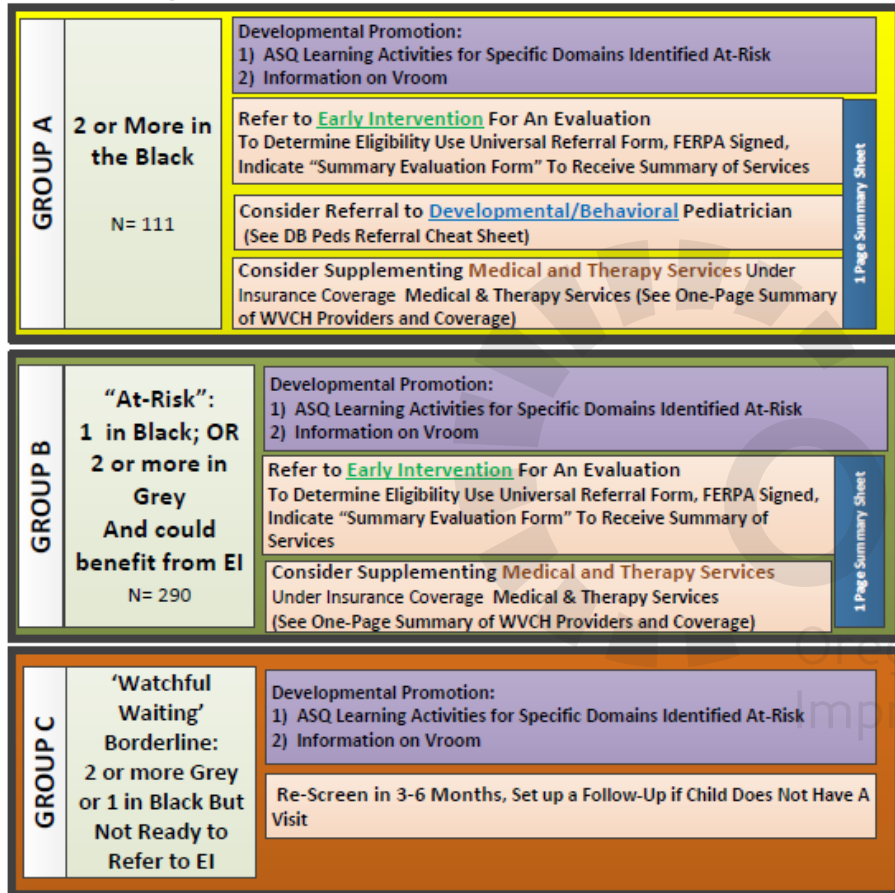 GROUP A
2 or More in
the Black
N= 111
Developmental Promotion:
1) ASQ Learning Activities for Specific Domains Identified At-Risk
2) Information on Vroom
Refer to Early Intervention For An Evaluation
To Determine Eligibility Use Universal Referral Form, FERPA Signed,
Indicate “Summary Evaluation Form” To Receive Summary of Services
Consider Referral to Developmental/Behavioral Pediatrician
(See DB Peds Referral Cheat Sheet)
Consider Supplementing Medical and Therapy Services Under
Insurance Coverage Medical & Therapy Services (See One-Page Summary
of WVCH Providers and Coverage)
1 Page Summary Sheet
GROUP B
“At-Risk”:
1 in Black; OR
2 or more in
Grey
And could
benefit from EI
N= 290
Developmental Promotion:
1) ASQ Learning Activities for Specific Domains Identified At-Risk
2) Information on Vroom
Refer to Early Intervention For An Evaluation
To Determine Eligibility Use Universal Referral Form, FERPA Signed,
Indicate “Summary Evaluation Form” To Receive Summary of
Services
Consider Supplementing Medical and Therapy Services
Under Insurance Coverage Medical & Therapy Services
(See One-Page Summary of WVCH Providers and Coverage)
1 Page Summary Sheet
GROUP C
‘Watchful
Waiting’
Borderline:
2 or more Grey
or 1 in Black But
Not Ready to
Refer to EI
Developmental Promotion:
1) ASQ Learning Activities for Specific Domains Identified At-Risk
2) Information on Vroom
Re-Screen in 3-6 Months, Set up a Follow-Up if Child Does Not Have A
Visit